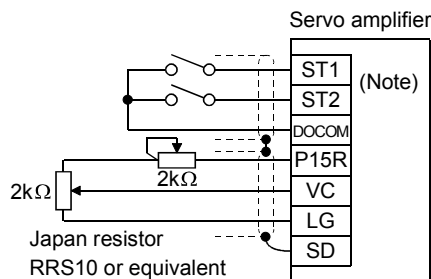 Servo amplifier
ST1
(Note)
ST2
DOCOM
P15R
2kΩ
2kΩ
VC
LG
Japan resistor
RRS10 or equivalent
SD